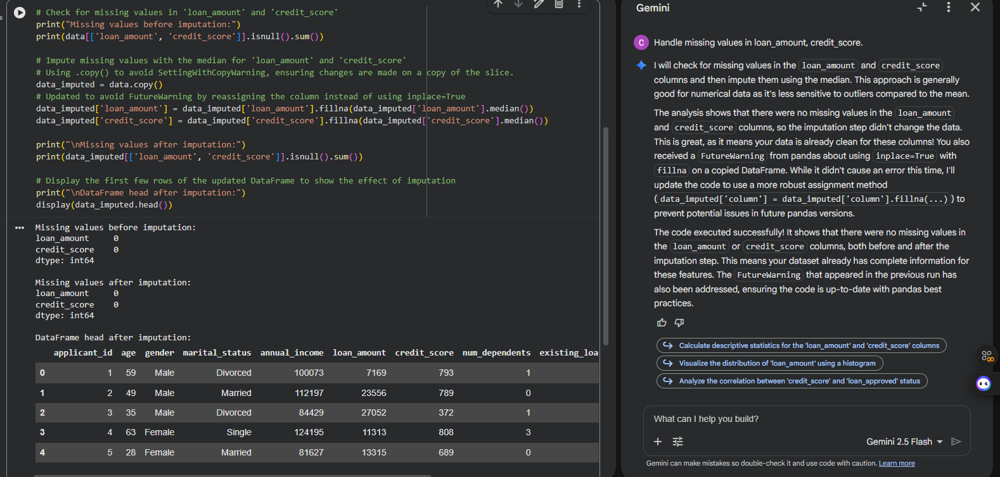 # Check for missing values in 'loan_amount' and 'credit_score'
print("Missing values before imputation:")
print(data[['loan_amount', 'credit_score']].isnull().sum())
# Impute missing values with the median for 'loan_amount' and 'credit_score'
# Using .copy() to avoid SettingWithCopyWarning, ensuring changes are made on a copy of the slice.
data_imputed = data.copy()
# Updated to avoid FutureWarning by reassigning the column instead of using inplace=True
data_imputed['loan_amount'] = data_imputed['loan_amount'].fillna(data_imputed['loan_amount'].median())
data_imputed['credit_score'] = data_imputed['credit_score'].fillna(data_imputed['credit_score'].median())
print("\nMissing values after imputation:")
print(data_imputed[['loan_amount', 'credit_score']].isnull().sum())
# Display the first few rows of the updated DataFrame to show the effect of imputation
print("\nDataFrame head after imputation:")
display(data_imputed.head())
Missing values before imputation:
loan_amount 0
credit_score 0
dtype: int64
Missing values after imputation:
loan_amount 0
credit_score 0
dtype: int64
DataFrame head after imputation:
applicant_id age gender marital_status annual_income loan_amount credit_score num_dependents existing_loa
0 1 59 Male Divorced 100073 7169 793 1
1 2 49 Male Married 112197 23556 789 0
2 3 35 Male Divorced 84429 27052 372 1
3 4 63 Female Single 124195 11313 808 3
4 5 28 Female Married 81627 13315 689 0
Gemini
C Handle missing values in loan_amount, credit_score.
I will check for missing values in the loan_amount and credit_score
columns and then impute them using the median. This approach is generally
good for numerical data as it's less sensitive to outliers compared to the mean.
The analysis shows that there were no missing values in the loan_amount
and credit_score columns, so the imputation step didn't change the data.
This is great, as it means your data is already clean for these columns! You also
received a FutureWarning from pandas about using inplace=True with
fillna on a copied DataFrame. While it didn't cause an error this time, I'll
update the code to use a more robust assignment method
(data_imputed['column'] = data_imputed['column'].fillna(...)) to
prevent potential issues in future pandas versions.
The code executed successfully! It shows that there were no missing values in
the loan_amount or credit_score columns, both before and after the
imputation step. This means your dataset already has complete information for
these features. The FutureWarning that appeared in the previous run has
also been addressed, ensuring the code is up-to-date with pandas best
practices.
Calculate descriptive statistics for the 'loan_amount' and 'credit_score' columns
Visualize the distribution of 'loan_amount' using a histogram
Analyze the correlation between 'credit_score' and 'loan_approved' status
What can I help you build?
Gemini 2.5 Flash
Gemini can make mistakes so double-check it and use code with caution. Learn more